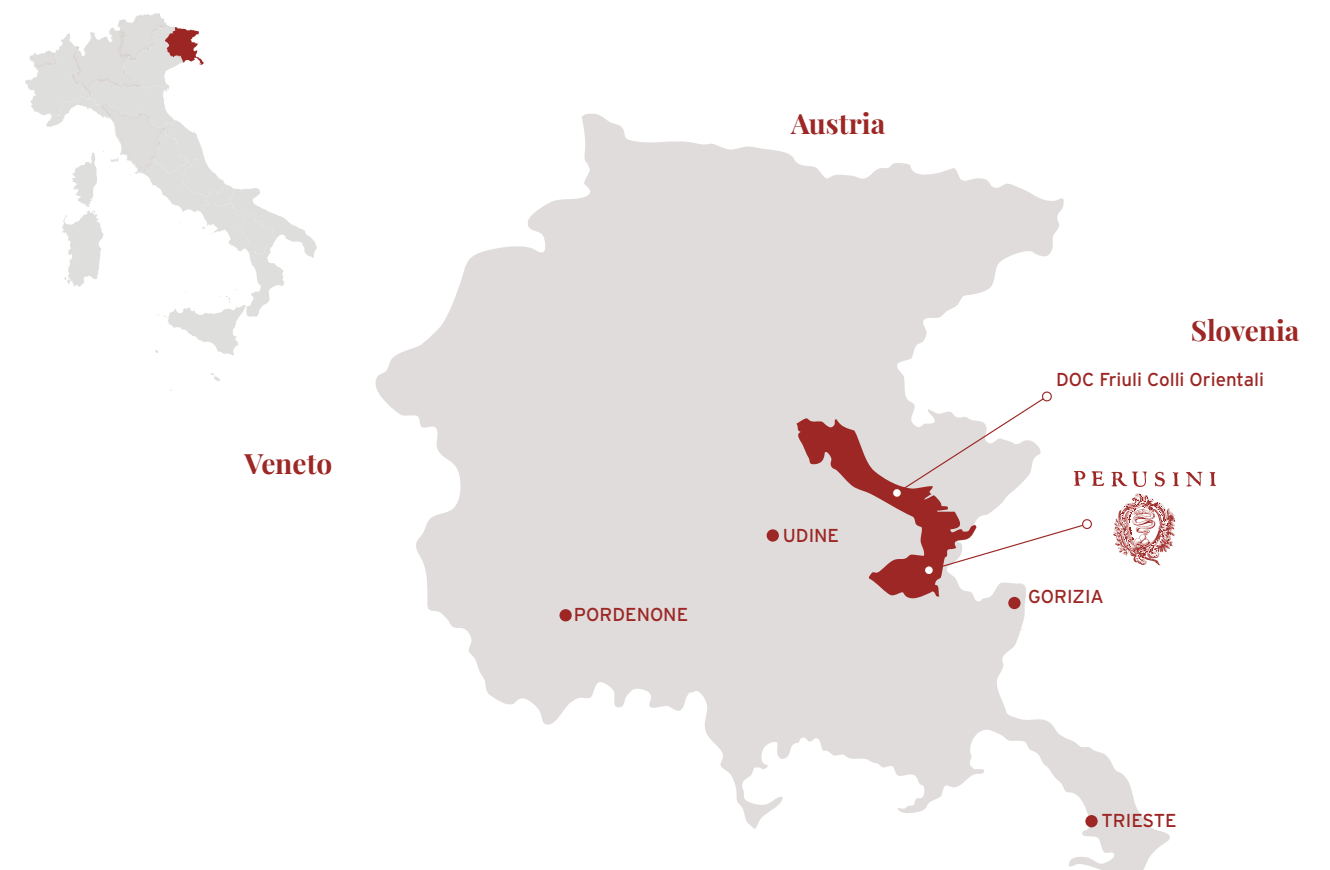 Austria
Slovenia
DOC Friuli Colli Orientali
Veneto
PERUSINI
UDINE
GORIZIA
PORDENONE
TRIESTE